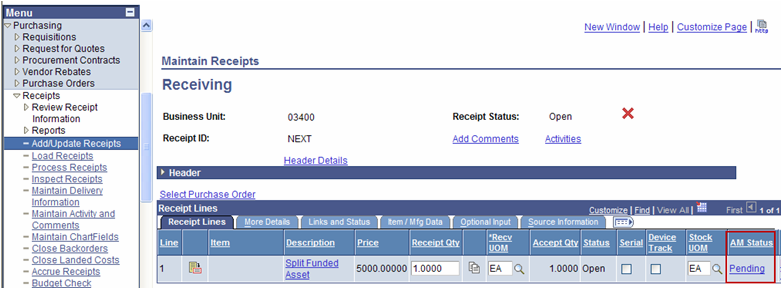 Menu
Purchasing
Requisitions
Request for Quotes
Procurement Contracts
Vendor Rebates
Purchase Orders
Receipts
Review Receipt
Information
Reports
Add/Update Receipts
Load Receipts
Process Receipts
Inspect Receipts
Maintain Delivery
Information
Maintain Activity and
Comments
Maintain ChartFields
Close Backorders
Close Landed Costs
Accrue Receipts
Budget Check
New Window | Help | Customize Page | http
Maintain Receipts
Receiving
Business Unit: 03400 Receipt Status: Open
Receipt ID: NEXT Add Comments Activities
Header Details
Header
Select Purchase Order
Receipt Lines Customize | Find | View All | First 1 of 1
Receipt Lines More Details Links and Status Item / Mfg Data Optional Input Source Information
Line Item Description Price Receipt Qty *Recv UOM Accept Qty Status Serial Device Track Stock UOM AM Status
1 Split Funded Asset 5000.00000 1.0000 EA 1.0000 Open EA Pending